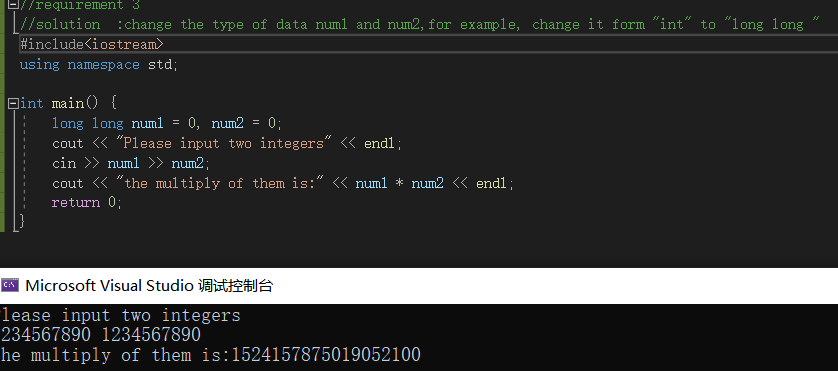 //requirement 3
//solution :change the type of data num1 and num2,for example, change it form "int" to "long long "
#include<iostream>
using namespace std;
int main() {
long long num1 = 0, num2 = 0;
cout << "Please input two integers" << endl;
cin >> num1 >> num2;
cout << "the multiply of them is:" << num1 * num2 << endl;
return 0;
}
Microsoft Visual Studio 调试控制台
lease input two integers
234567890 1234567890
he multiply of them is:1524157875019052100